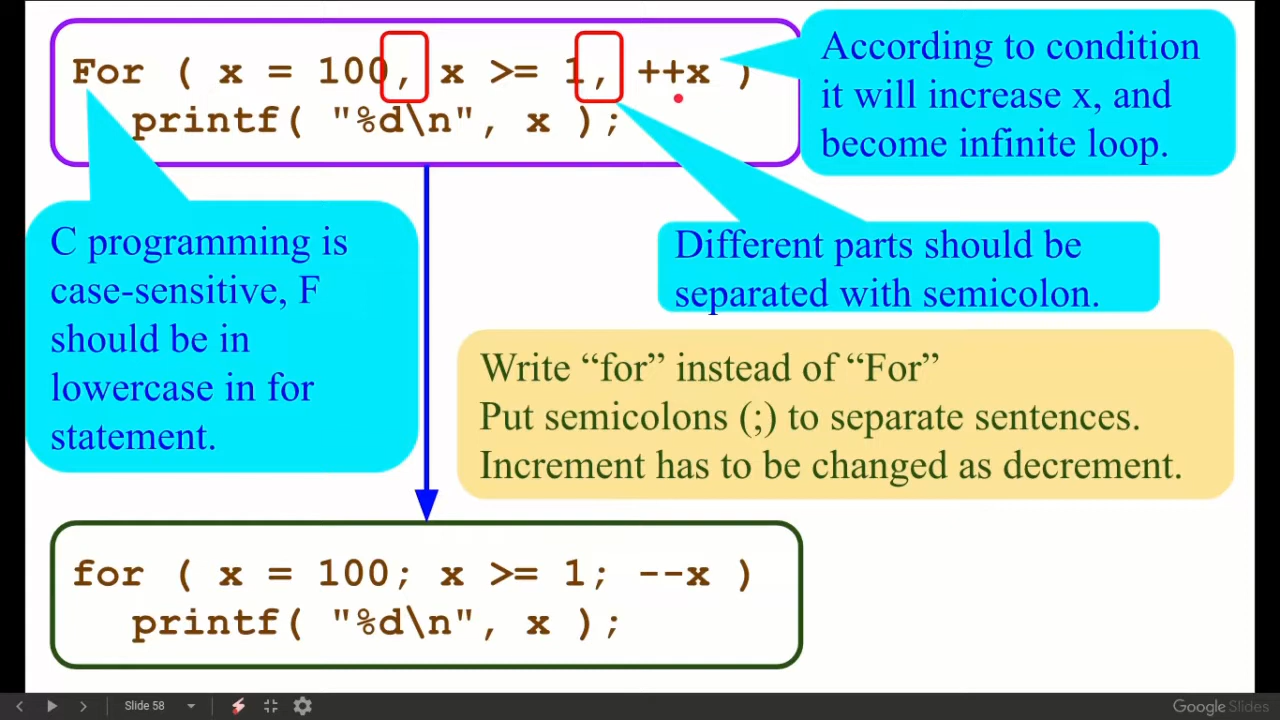 For ( x = 100, x >= 1, ++x )
printf( "%d\n", x );
According to condition
it will increase x, and
become infinite loop.
C programming is
case-sensitive, F
should be in
lowercase in for
statement.
Different parts should be
separated with semicolon.
Write “for” instead of “For”
Put semicolons (;) to separate sentences.
Increment has to be changed as decrement.
for ( x = 100; x >= 1; --x )
printf( "%d\n", x );
Slide 58
Google Slides